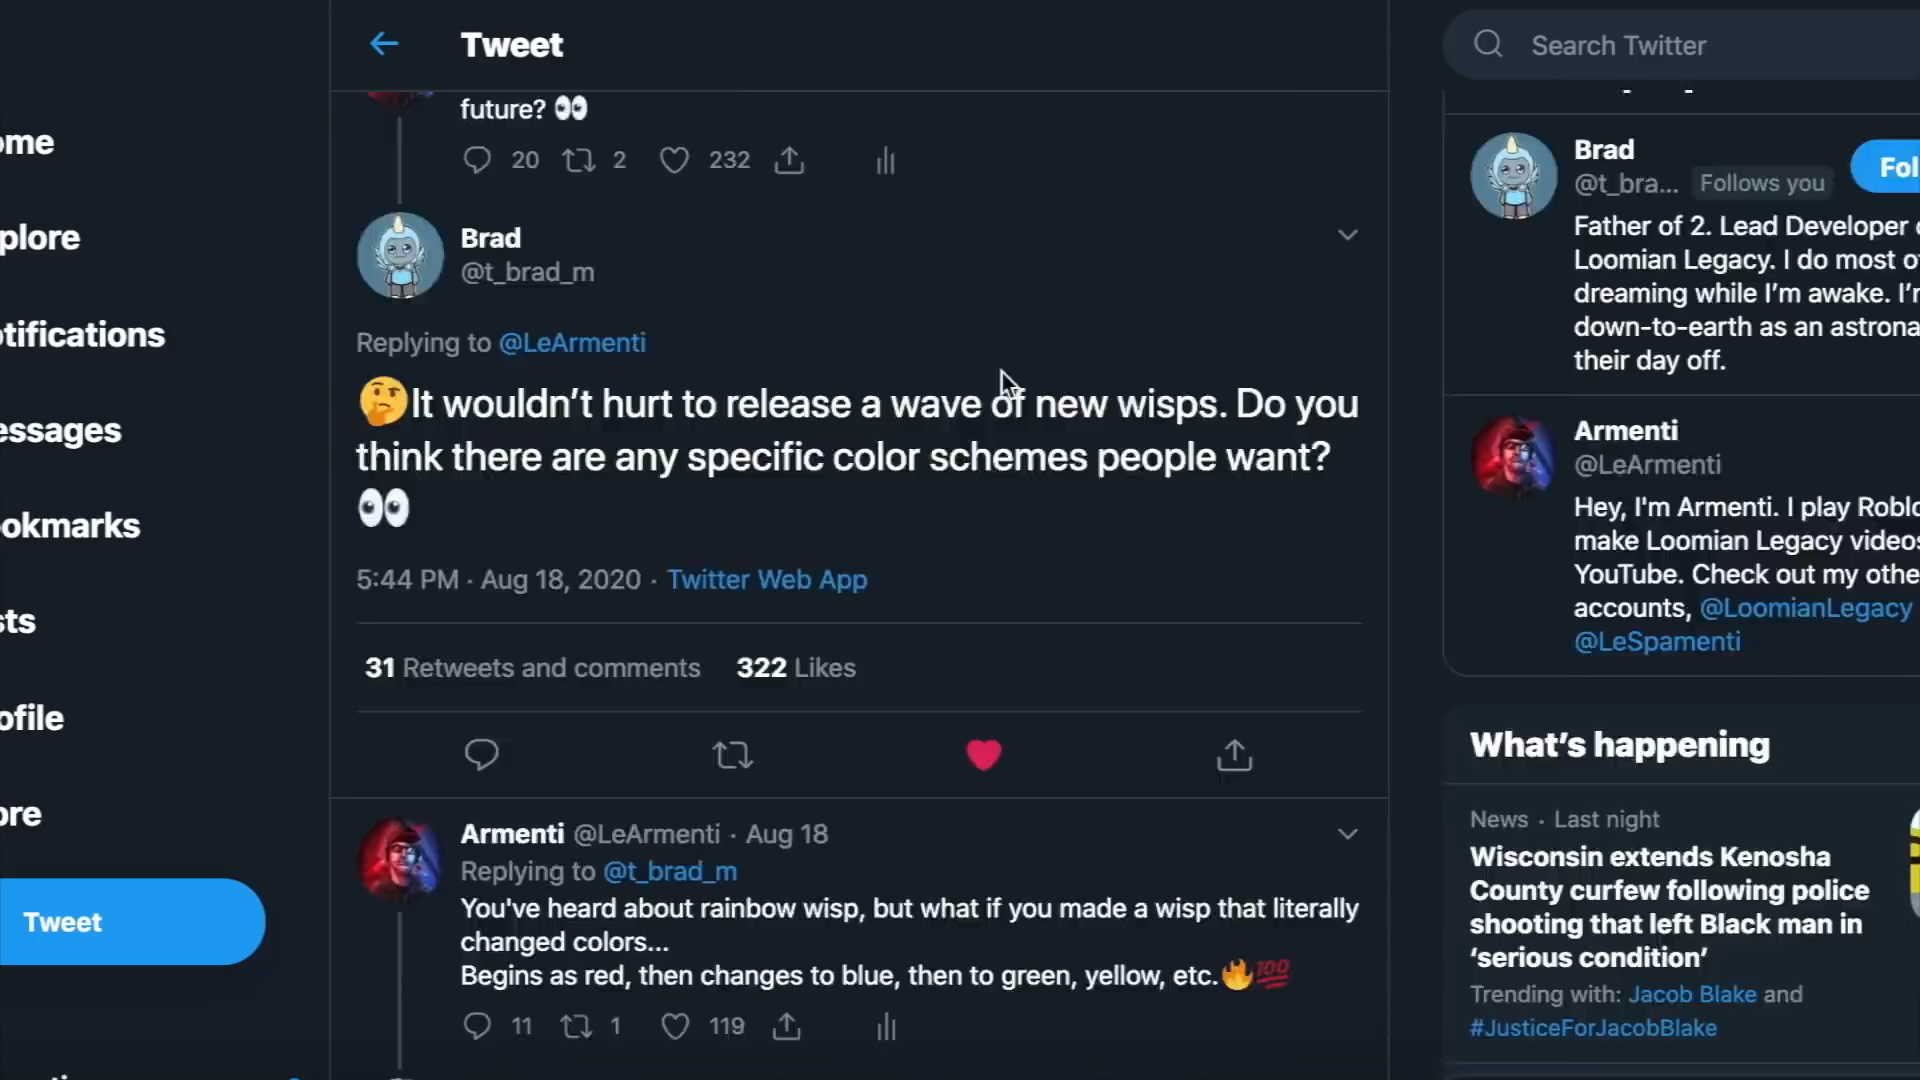 Tweet
Search Twitter
ome
plore
otifications
essages
okmarks
sts
ofile
ore
Tweet
future? 👀
20 2 232
Brad
@t_brad_m
Replying to @LeArmenti
🤔It wouldn’t hurt to release a wave of new wisps. Do you
think there are any specific color schemes people want?
👀
5:44 PM · Aug 18, 2020 · Twitter Web App
31 Retweets and comments 322 Likes
Armenti @LeArmenti · Aug 18
Replying to @t_brad_m
You've heard about rainbow wisp, but what if you made a wisp that literally
changed colors...
Begins as red, then changes to blue, then to green, yellow, etc.🔥💯
11 1 119
Brad
@t_bra... Follows you
Fol
Father of 2. Lead Developer
Loomian Legacy. I do most o
dreaming while I’m awake. I’
down-to-earth as an astrona
their day off.
Armenti
@LeArmenti
Hey, I'm Armenti. I play Roblo
make Loomian Legacy videos
YouTube. Check out my othe
accounts, @LoomianLegacy
@LeSpamenti
What’s happening
News · Last night
Wisconsin extends Kenosha
County curfew following police
shooting that left Black man in
‘serious condition’
Trending with: Jacob Blake and
#JusticeForJacobBlake